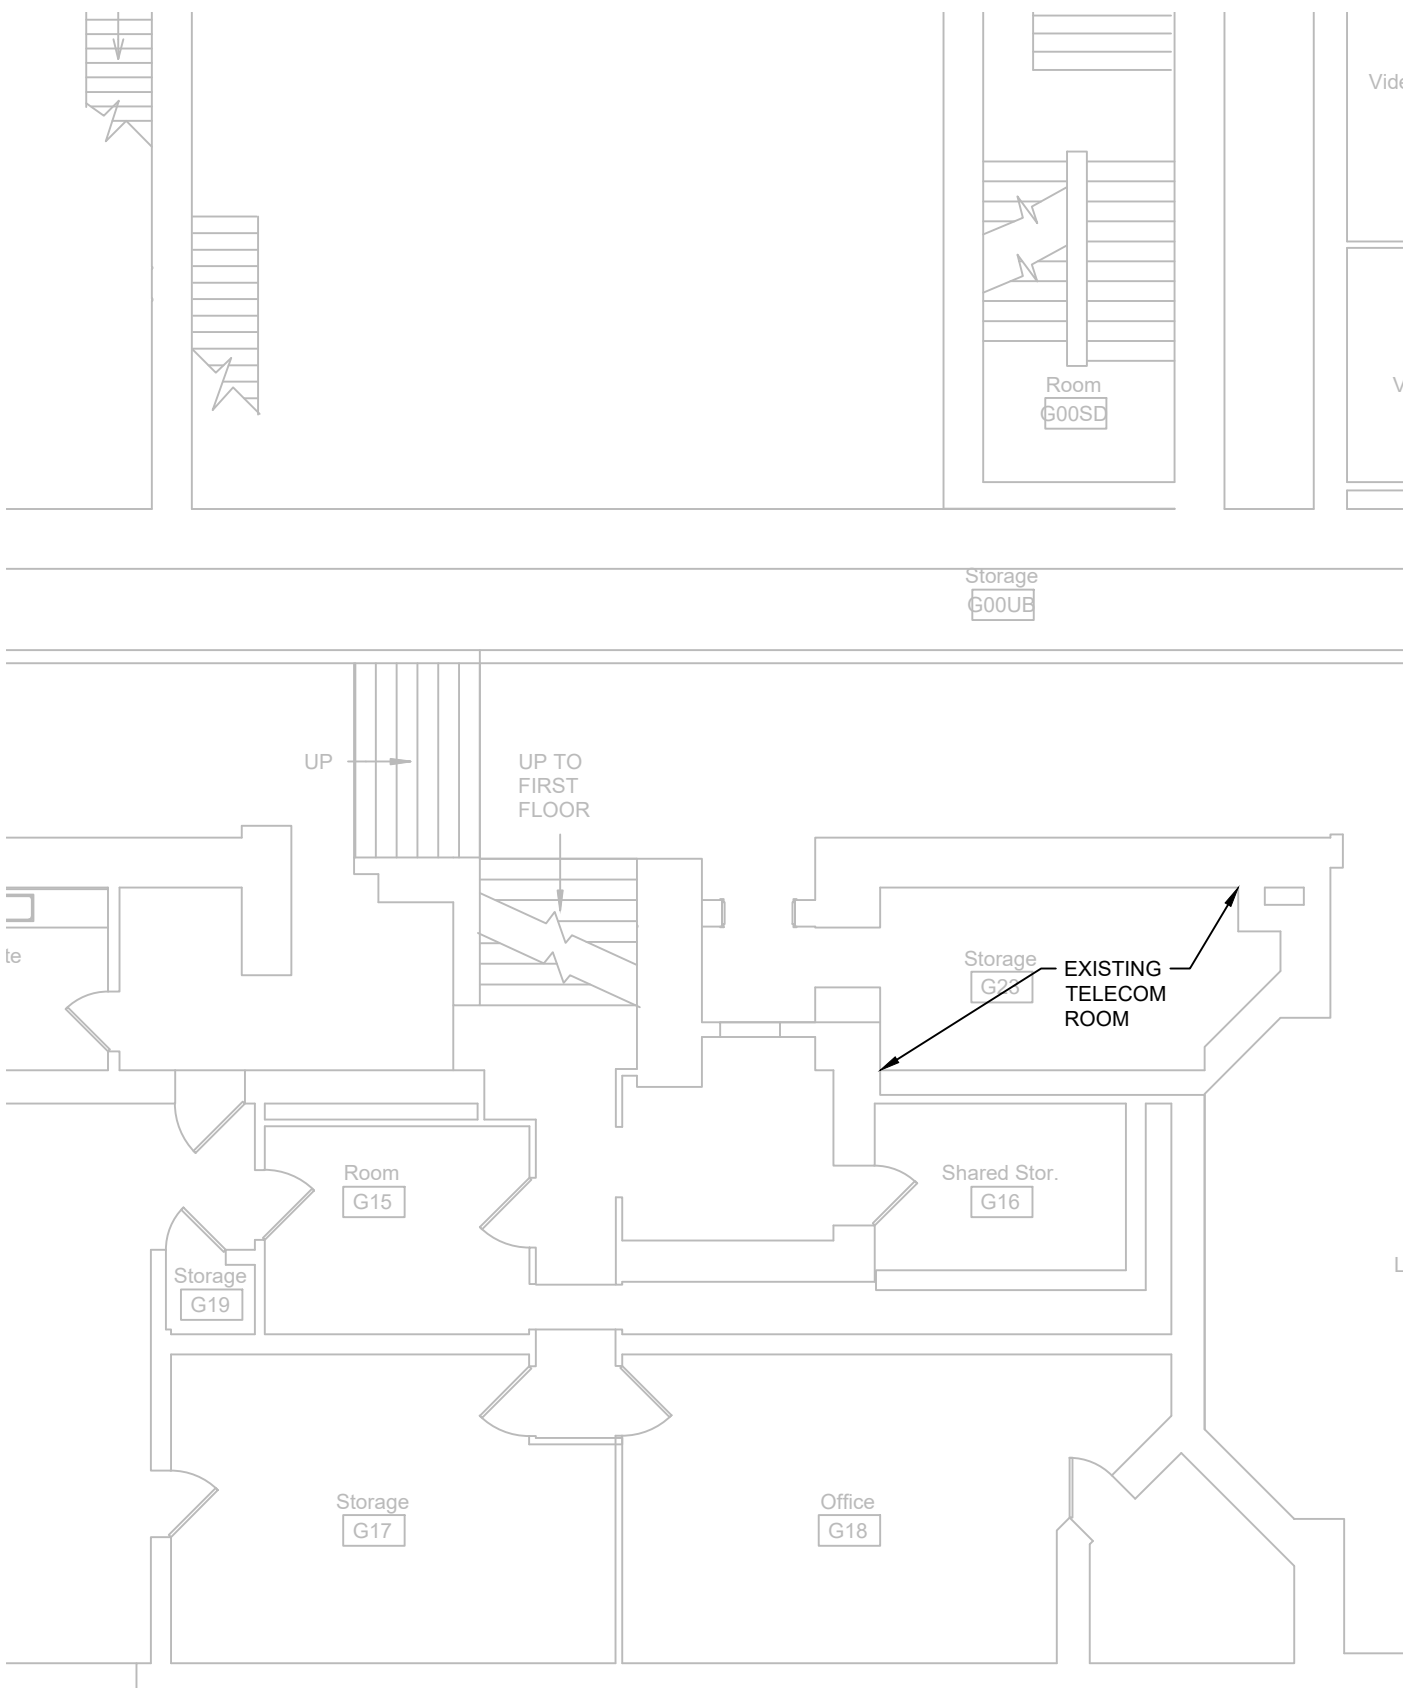 Vide
Room
G00SD
V
Storage
G00UB
UP
UP TO
FIRST
FLOOR
te
Storage
G23
EXISTING
TELECOM
ROOM
Room
G15
Shared Stor.
G16
Storage
G19
L
Storage
G17
Office
G18